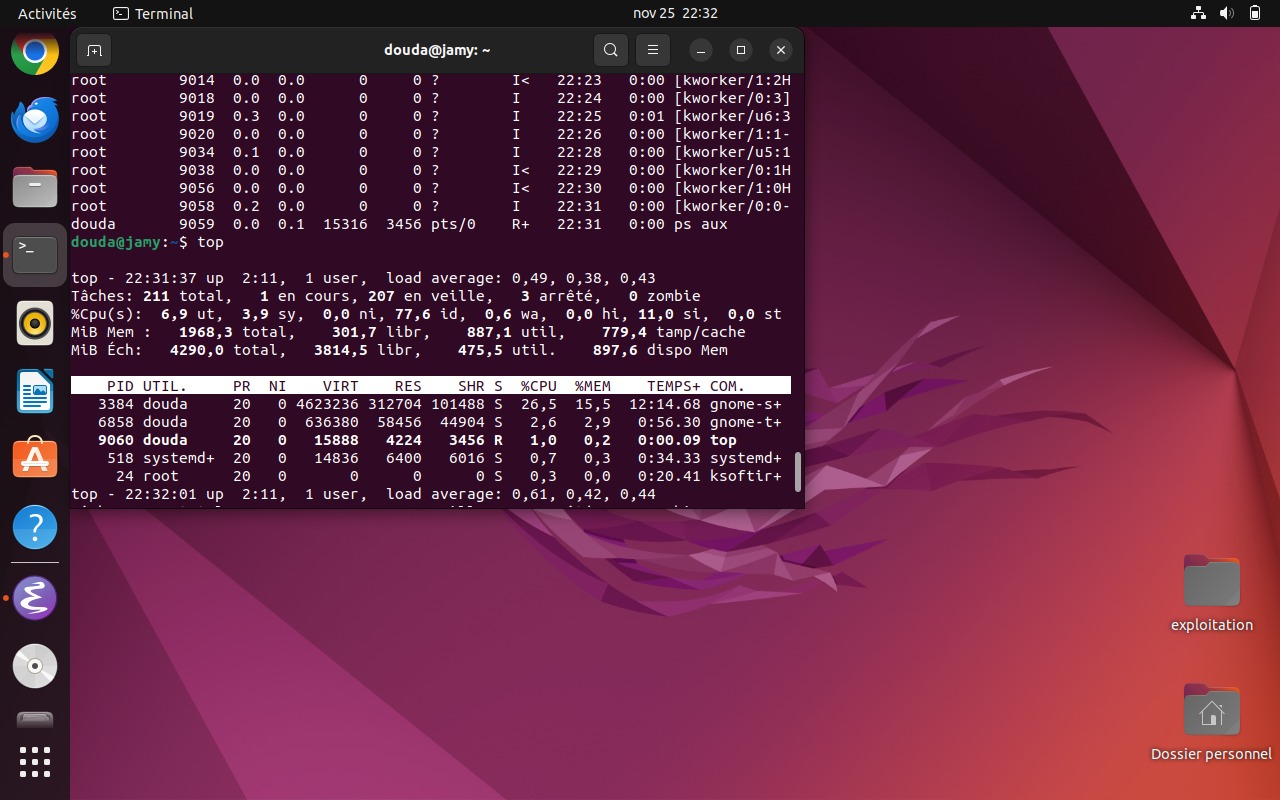 Activités Terminal nov 25 22:32
douda@jamy: ~
root 9014 0.0 0.0 0 0 ? I< 22:23 0:00 [kworker/1:2H
root 9018 0.0 0.0 0 0 ? I 22:24 0:00 [kworker/0:3]
root 9019 0.3 0.0 0 0 ? I 22:25 0:01 [kworker/u6:3
root 9020 0.0 0.0 0 0 ? I 22:26 0:00 [kworker/1:1-
root 9034 0.1 0.0 0 0 ? I 22:28 0:00 [kworker/u5:1
root 9038 0.0 0.0 0 0 ? I< 22:29 0:00 [kworker/0:1H
root 9056 0.0 0.0 0 0 ? I< 22:30 0:00 [kworker/1:0H
root 9058 0.2 0.0 0 0 ? I 22:31 0:00 [kworker/0:0-
douda 9059 0.0 0.1 15316 3456 pts/0 R+ 22:31 0:00 ps aux
douda@jamy:~$ top
top - 22:31:37 up 2:11, 1 user, load average: 0,49, 0,38, 0,43
Tâches: 211 total, 1 en cours, 207 en veille, 3 arrêté, 0 zombie
%Cpu(s): 6,9 ut, 3,9 sy, 0,0 ni, 77,6 id, 0,6 wa, 0,0 hi, 11,0 si, 0,0 st
MiB Mem : 1968,3 total, 301,7 libr, 887,1 util, 779,4 tamp/cache
MiB Éch: 4290,0 total, 3814,5 libr, 475,5 util. 897,6 dispo Mem
PID UTIL. PR NI VIRT RES SHR S %CPU %MEM TEMPS+ COM.
3384 douda 20 0 4623236 312704 101488 S 26,5 15,5 12:14.68 gnome-s+
6858 douda 20 0 636380 58456 44904 S 2,6 2,9 0:56.30 gnome-t+
9060 douda 20 0 15888 4224 3456 R 1,0 0,2 0:00.09 top
518 systemd+ 20 0 14836 6400 6016 S 0,7 0,3 0:34.33 systemd+
24 root 20 0 0 0 0 S 0,3 0,0 0:20.41 ksoftir+
top - 22:32:01 up 2:11, 1 user, load average: 0,61, 0,42, 0,44
exploitation
Dossier personnel